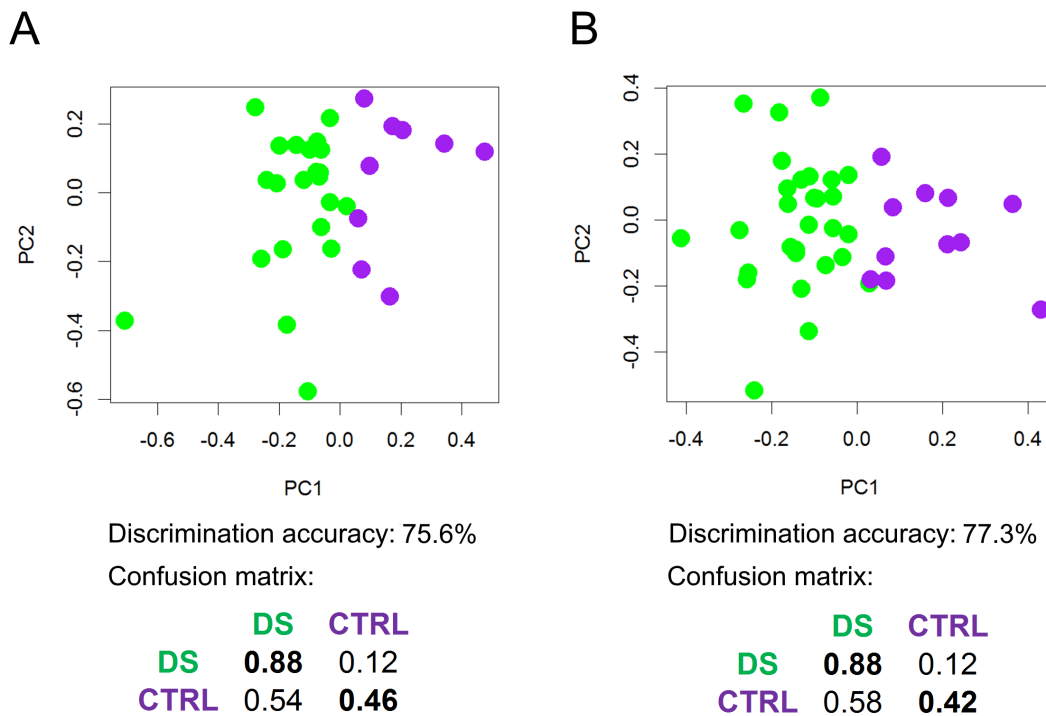 A
0.2
0.0
-0.2
-0.4
-0.6
PC2
-0.6 -0.4 -0.2 0.0 0.2 0.4
PC1
Discrimination accuracy: 75.6%
Confusion matrix:
DS CTRL
DS 0.88 0.12
CTRL 0.54 0.46
B
0.4
0.2
0.0
-0.2
-0.4
PC2
-0.4 -0.2 0.0 0.2 0.4
PC1
Discrimination accuracy: 77.3%
Confusion matrix:
DS CTRL
DS 0.88 0.12
CTRL 0.58 0.42